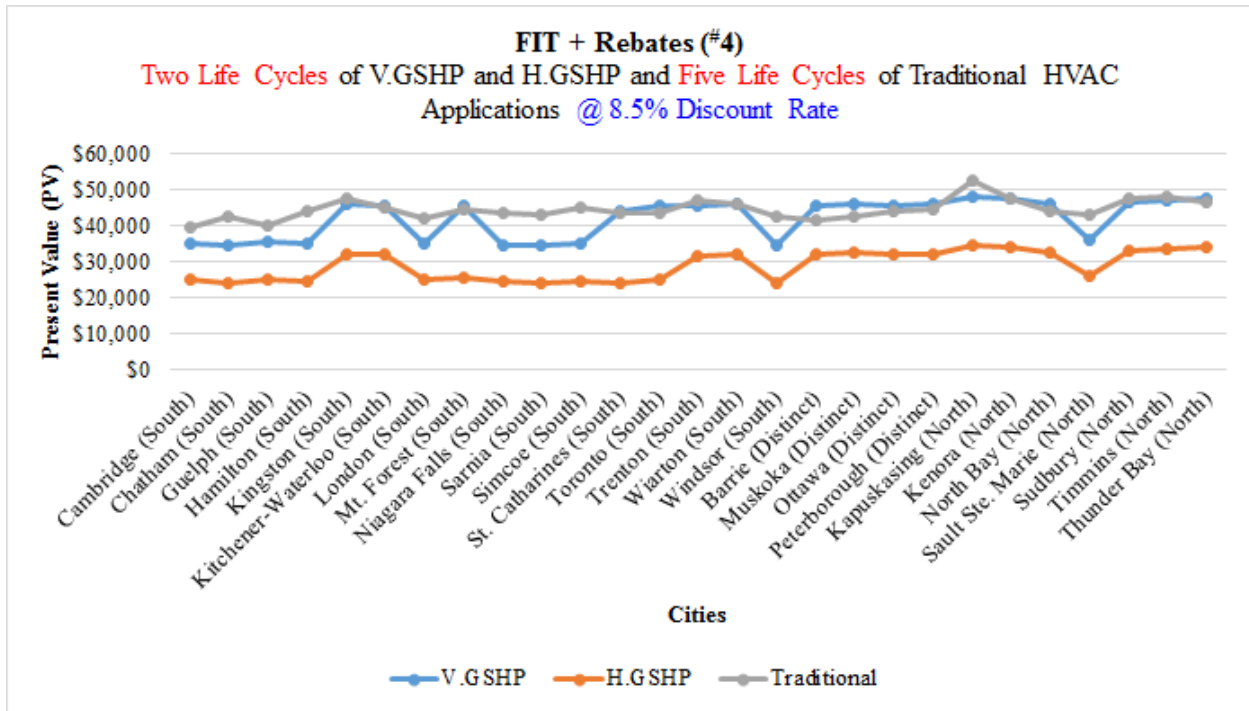 FIT + Rebates (#4)
Two Life Cycles of V.GSHP and H.GSHP and Five Life Cycles of Traditional HVAC
Applications @ 8.5% Discount Rate
Present Value (PV)
$60,000
$50,000
$40,000
$30,000
$20,000
$10,000
$0
Cambridge (South)
Chatham (South)
Guelph (South)
Hamilton (South)
Kingston (South)
Kitchener-Waterloo (South)
London (South)
Mt. Forest (South)
Niagara Falls (South)
Sarnia (South)
Simcoe (South)
St. Catharines (South)
Toronto (South)
Trenton (South)
Wiarton (South)
Windsor (South)
Barrie (Distinct)
Muskoka (Distinct)
Ottawa (Distinct)
Peterborough (Distinct)
Kapuskasing (North)
Kenora (North)
North Bay (North)
Sault Ste. Marie (North)
Sudbury (North)
Timmins (North)
Thunder Bay (North)
Cities
V.GSHP
H.GSHP
Traditional